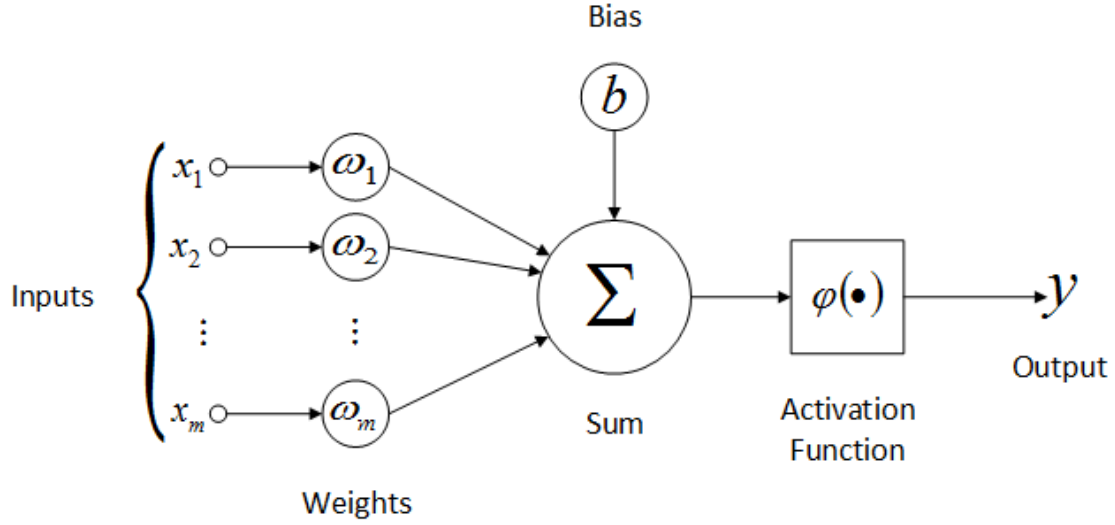 Bias
b
x₁ ω₁
x₂ ω₂
Inputs
⋮ ⋮
Σ
φ(•)
y
Output
xₘ ωₘ
Sum
Activation
Function
Weights